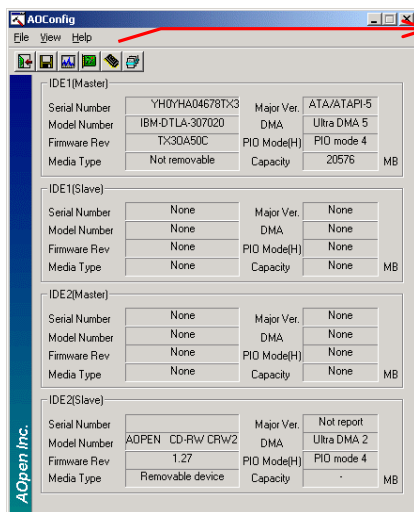 AOConfig
File View Help
IDE1(Master)
Serial Number YH0YHA04678TX3 Major Ver. ATA/ATAPI-5
Model Number IBM-DTLA-307020 DMA Ultra DMA 5
Firmware Rev TX3OA50C PIO Mode(H) PIO mode 4
Media Type Not removable Capacity 20576 MB
IDE1(Slave)
Serial Number None Major Ver. None
Model Number None DMA None
Firmware Rev None PIO Mode(H) None
Media Type None Capacity None MB
IDE2(Master)
Serial Number None Major Ver. None
Model Number None DMA None
Firmware Rev None PIO Mode(H) None
Media Type None Capacity None MB
IDE2(Slave)
Serial Number Major Ver. Not report
Model Number AOPEN CD-RW CRW2 DMA Ultra DMA 2
Firmware Rev 1.27 PIO Mode(H) PIO mode 4
Media Type Removable device Capacity - MB
AOpen Inc.